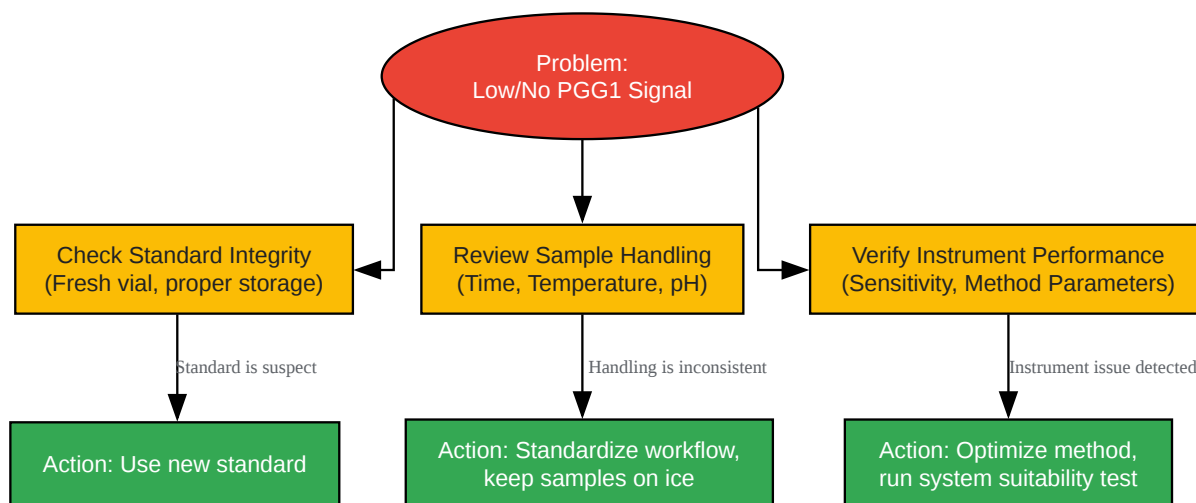 Problem:
Low/No PGG1 Signal
Check Standard Integrity
(Fresh vial, proper storage)
Review Sample Handling
(Time, Temperature, pH)
Verify Instrument Performance
(Sensitivity, Method Parameters)
Standard is suspect
Handling is inconsistent
Instrument issue detected
Action: Use new standard
Action: Standardize workflow,
keep samples on ice
Action: Optimize method,
run system suitability test